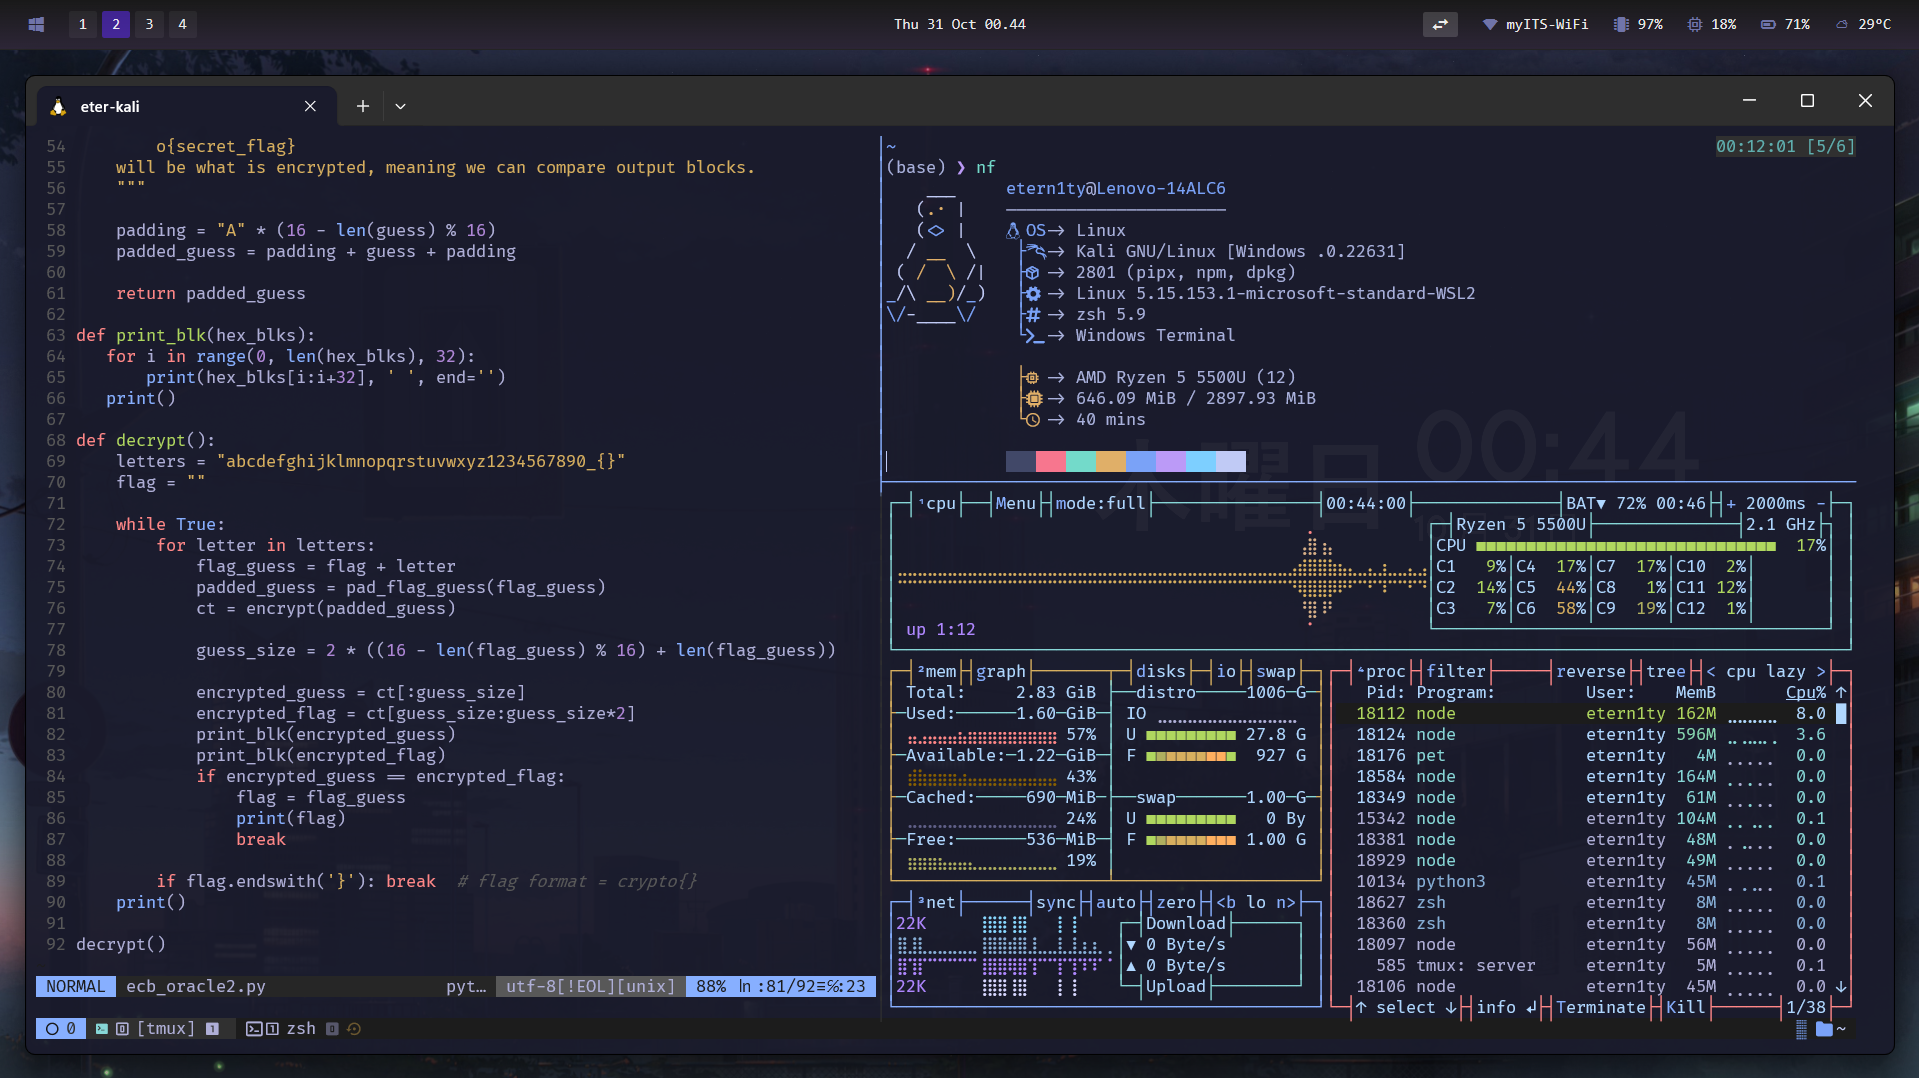 1 2 3 4
Thu 31 Oct 00.44
myITS-WiFi 97% 18% 71% 29°C
eter-kali
54 o{secret_flag}
55 will be what is encrypted, meaning we can compare output blocks.
56 """
57
58 padding = "A" * (16 - len(guess) % 16)
59 padded_guess = padding + guess + padding
60
61 return padded_guess
62
63 def print_blk(hex_blks):
64 for i in range(0, len(hex_blks), 32):
65 print(hex_blks[i:i+32], ' ', end='')
66 print()
67
68 def decrypt():
69 letters = "abcdefghijklmnopqrstuvwxyz1234567890_{}"
70 flag = ""
71
72 while True:
73 for letter in letters:
74 flag_guess = flag + letter
75 padded_guess = pad_flag_guess(flag_guess)
76 ct = encrypt(padded_guess)
77
78 guess_size = 2 * ((16 - len(flag_guess) % 16) + len(flag_guess))
79
80 encrypted_guess = ct[:guess_size]
81 encrypted_flag = ct[guess_size:guess_size*2]
82 print_blk(encrypted_guess)
83 print_blk(encrypted_flag)
84 if encrypted_guess == encrypted_flag:
85 flag = flag_guess
86 print(flag)
87 break
88
89 if flag.endswith('}'): break # flag format = crypto{}
90 print()
91
92 decrypt()
NORMAL ecb_oracle2.py pyt… utf-8[!EOL][unix] 88% ln :81/92≡%:23
0 0 [tmux] 1 1 zsh 0
~
00:12:01 [5/6]
(base) ❯ nf
etern1ty@Lenovo-14ALC6
OS→ Linux
→ Kali GNU/Linux [Windows .0.22631]
→ 2801 (pipx, npm, dpkg)
→ Linux 5.15.153.1-microsoft-standard-WSL2
→ zsh 5.9
→ Windows Terminal
→ AMD Ryzen 5 5500U (12)
→ 646.09 MiB / 2897.93 MiB
→ 40 mins
木曜日 00:44
¹cpu Menu mode:full 00:44:00 BAT▼ 72% 00:46 + 2000ms -
Ryzen 5 5500U 2.1 GHz
CPU 17%
C1 9% C4 17% C7 17% C10 2%
C2 14% C5 44% C8 1% C11 12%
C3 7% C6 58% C9 19% C12 1%
up 1:12
²mem graph disks io swap
Total: 2.83 GiB distro 1006 G
Used: 1.60 GiB IO
57% U 27.8 G
Available: 1.22 GiB F 927 G
43%
Cached: 690 MiB swap 1.00 G
24% U 0 By
Free: 536 MiB F 1.00 G
19%
³net sync auto zero <b lo n>
22K Download
▼ 0 Byte/s
▲ 0 Byte/s
22K Upload
⁴proc filter reverse tree < cpu lazy >
Pid: Program: User: MemB Cpu% ↑
18112 node etern1ty 162M 8.0
18124 node etern1ty 596M 3.6
18176 pet etern1ty 4M 0.0
18584 node etern1ty 164M 0.0
18349 node etern1ty 61M 0.0
15342 node etern1ty 104M 0.1
18381 node etern1ty 48M 0.0
18929 node etern1ty 49M 0.0
10134 python3 etern1ty 45M 0.1
18627 zsh etern1ty 8M 0.0
18360 zsh etern1ty 8M 0.0
18097 node etern1ty 56M 0.0
585 tmux: server etern1ty 5M 0.1
18106 node etern1ty 45M 0.0 ↓
↑ select ↓ info ↲ Terminate Kill 1/38
~